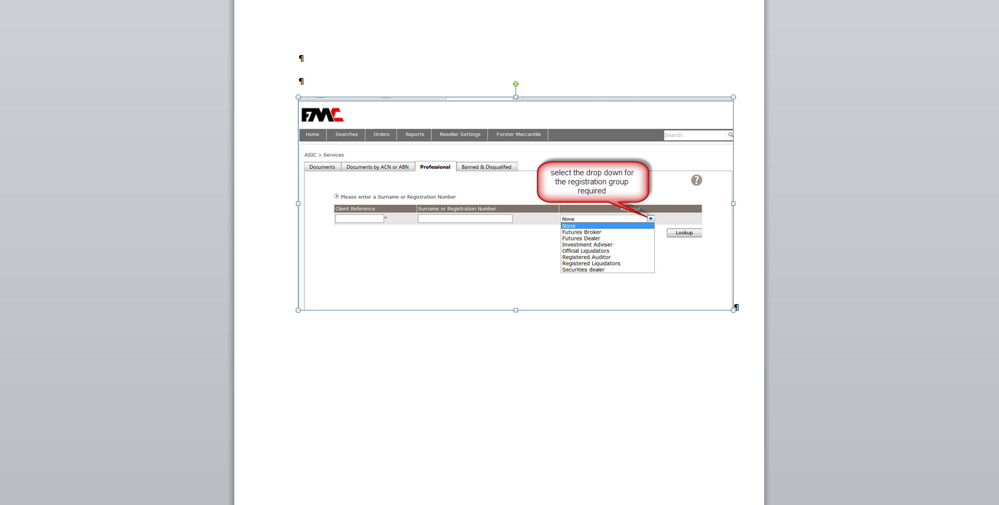 ¶
¶
FMC
Home Searches Orders Reports Reseller Settings Forster Mercantile Search
ASIC > Services
Documents Documents by ACN or ABN Professional Banned & Disqualified
select the drop down for
the registration group
required
?
Please enter a Surname or Registration Number
Client Reference Surname or Registration Number Register
* None
None
Futures Broker
Lookup
Futures Dealer
Investment Adviser
Official Liquidators
Registered Auditor
Registered Liquidators
Securities dealer
¶